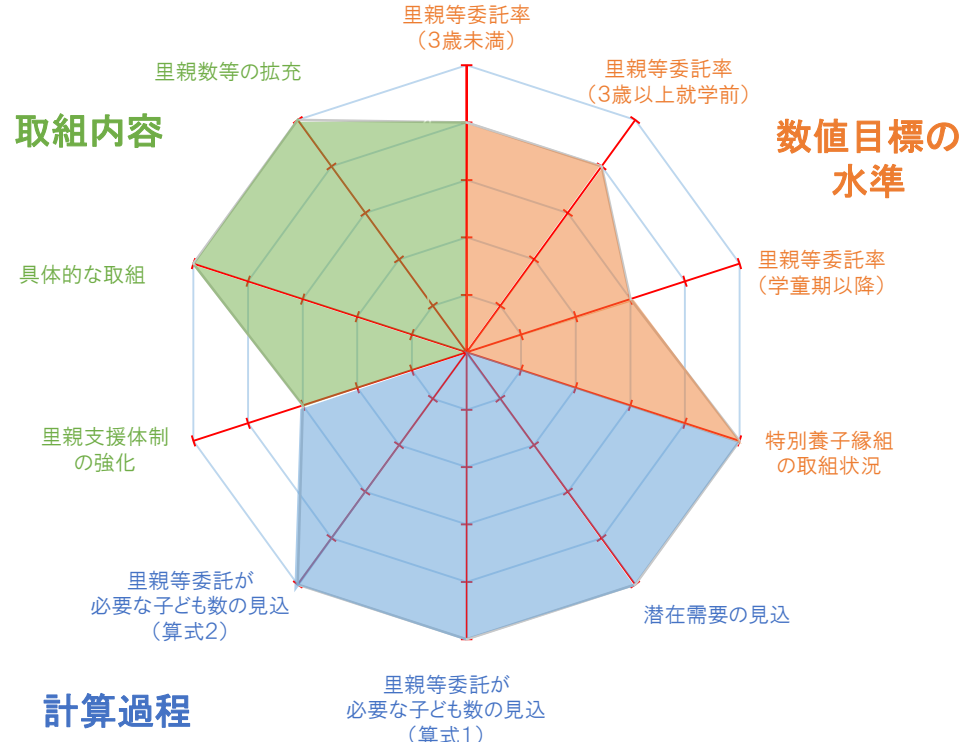 里親等委託率
（3歳未満）
里親数等の拡充
里親等委託率
（3歳以上就学前）
取組内容
数値目標の
水準
具体的な取組
里親等委託率
（学童期以降）
里親支援体制
の強化
特別養子縁組
の取組状況
里親等委託が
必要な子ども数の見込
（算式2）
潜在需要の見込
計算過程
里親等委託が
必要な子ども数の見込
（算式1）